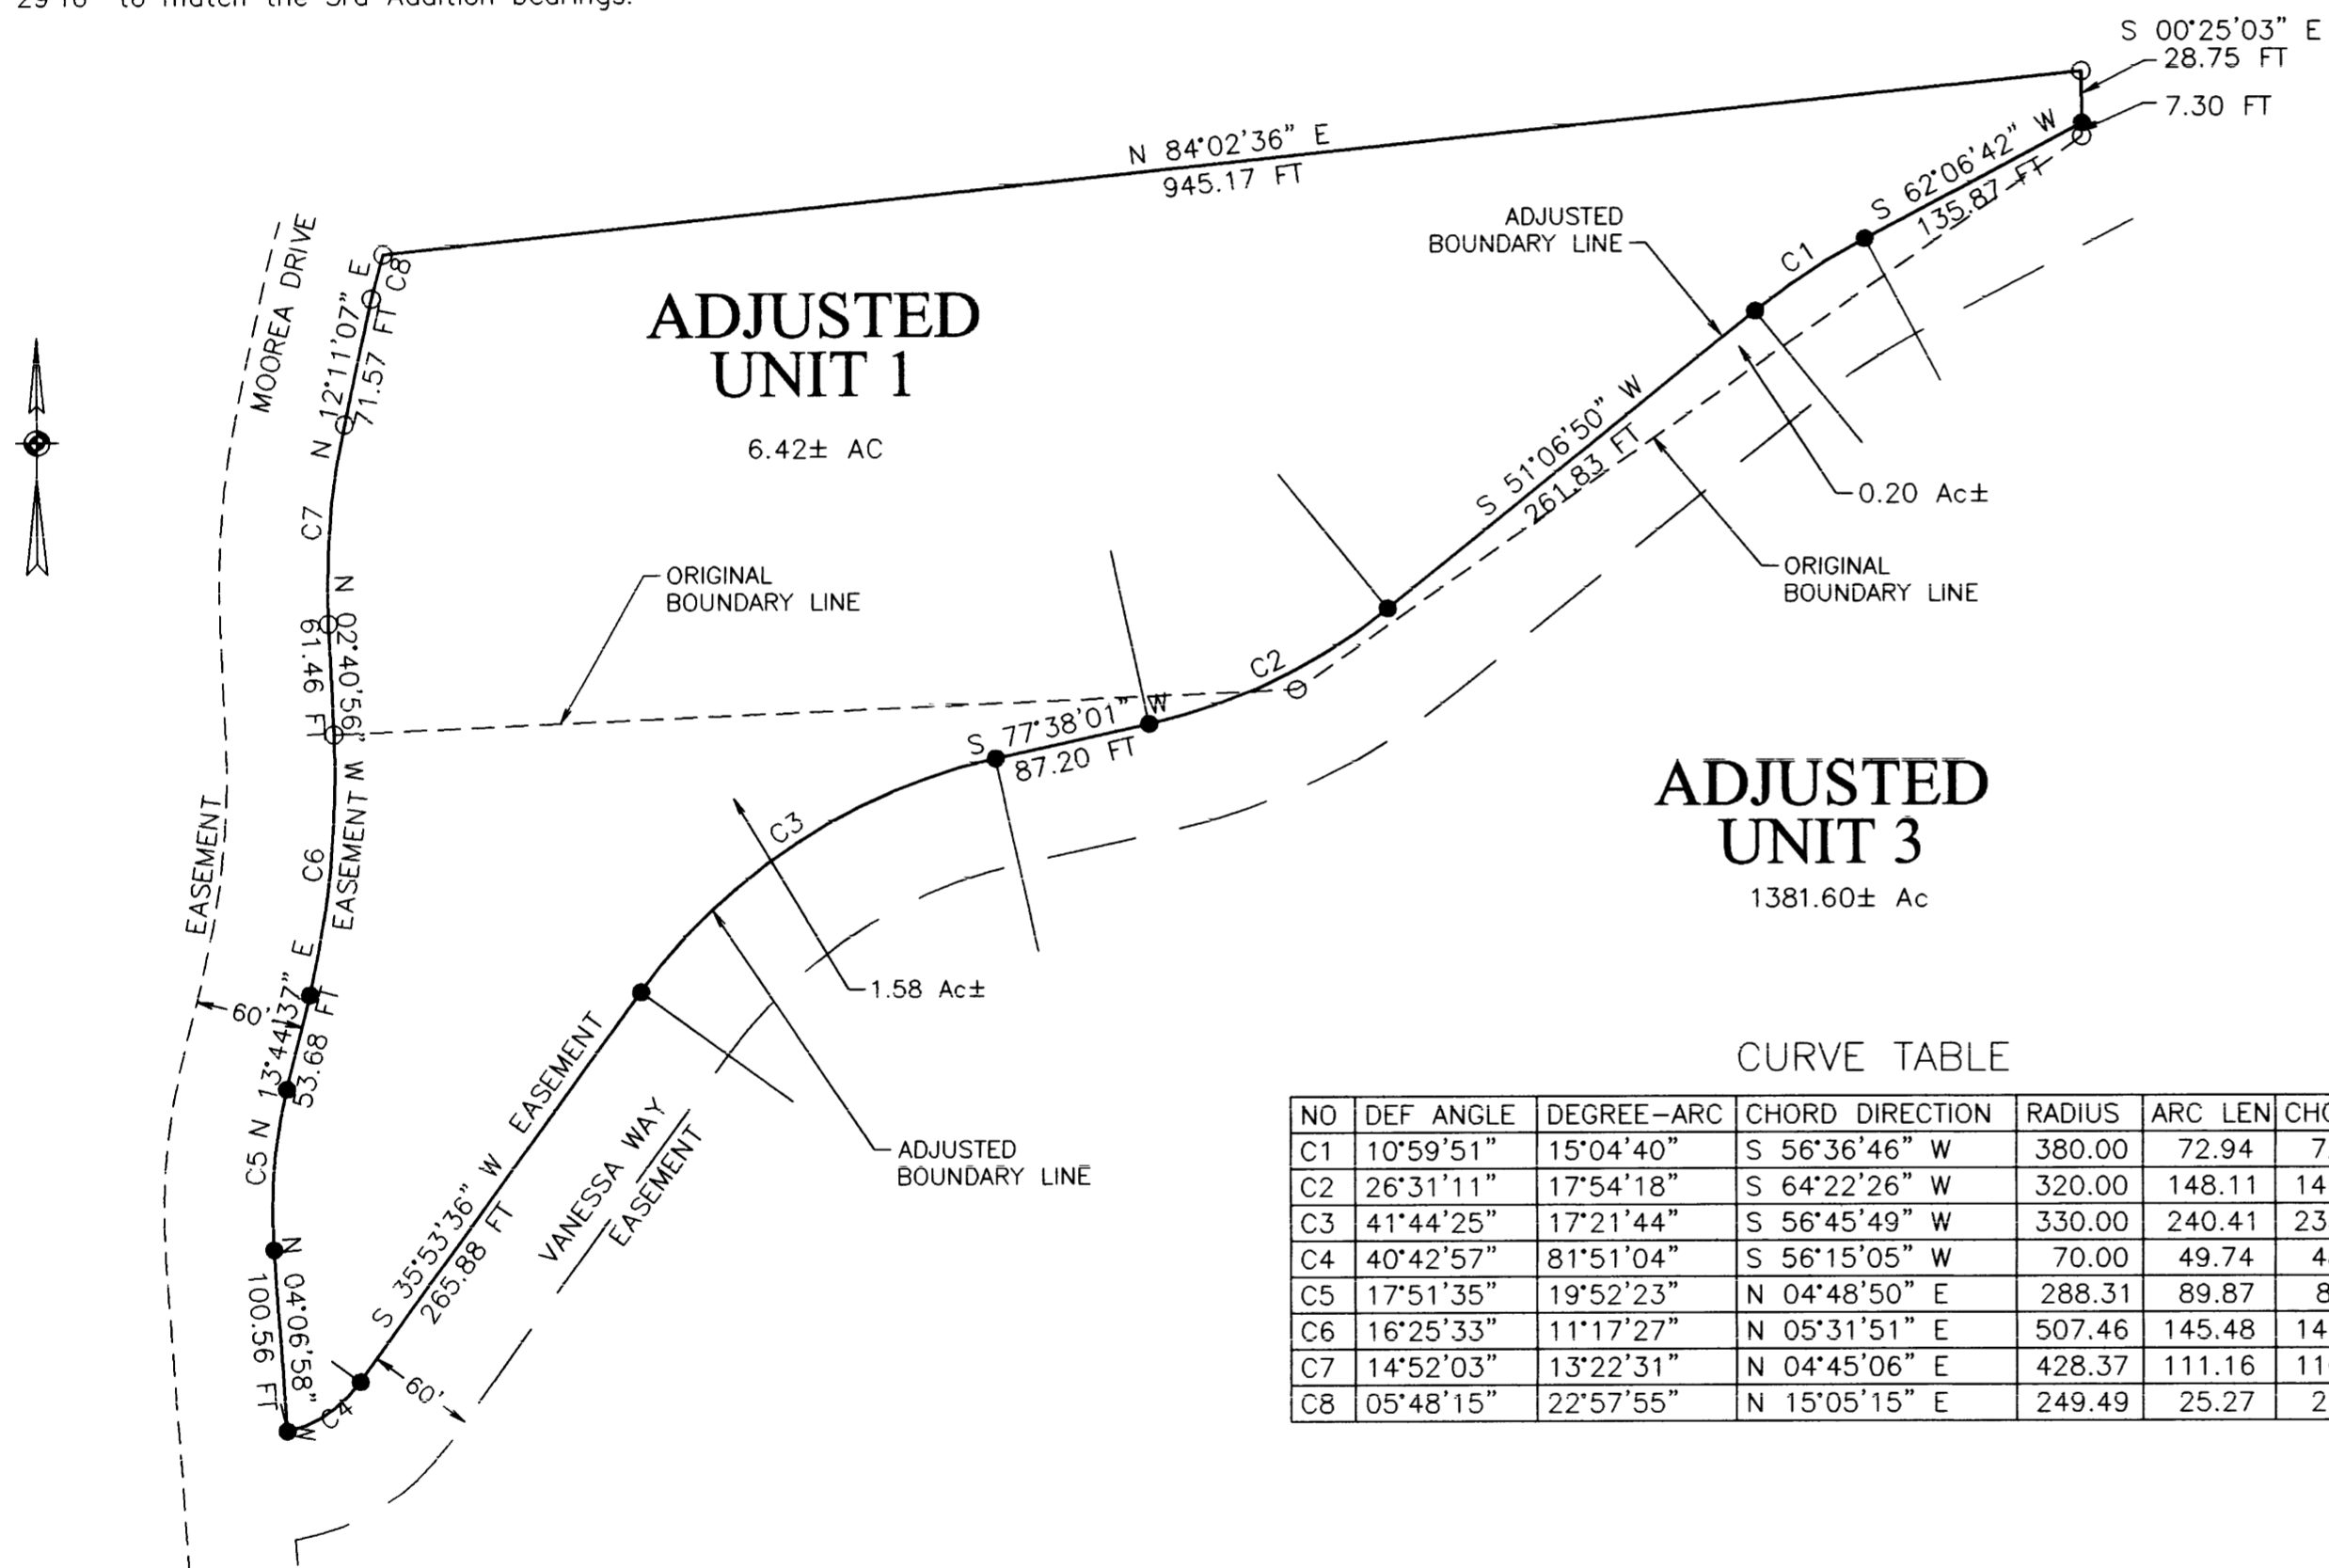 S 00°25'03" E
28.75 FT
7.30 FT
N 84°02'36" E
945.17 FT
S 62°06'42" W
135.87 FT
ADJUSTED
BOUNDARY LINE
C1
MOOREA DRIVE
C8
N 12°11'07" E
71.57 FT
ADJUSTED
UNIT 1
6.42± AC
S 51°06'50" W
261.83 FT
0.20 Ac±
C7
ORIGINAL
BOUNDARY LINE
ORIGINAL
BOUNDARY LINE
N 02°40'56" W
61.46 FT
C2
S 77°38'01" W
87.20 FT
ADJUSTED
UNIT 3
1381.60± Ac
EASEMENT
EASEMENT
C6
C3
1.58 Ac±
60'
N 13°44'37" E
53.68 FT
C5
EASEMENT
VANESSA WAY
EASEMENT
ADJUSTED
BOUNDARY LINE
S 35°53'36" W
265.88 FT
N 04°06'58" W
100.56 FT
60'
C4
CURVE TABLE
NO DEF ANGLE DEGREE-ARC CHORD DIRECTION RADIUS ARC LEN
C1 10°59'51" 15°04'40" S 56°36'46" W 380.00 72.94
C2 26°31'11" 17°54'18" S 64°22'26" W 320.00 148.11
C3 41°44'25" 17°21'44" S 56°45'49" W 330.00 240.41
C4 40°42'57" 81°51'04" S 56°15'05" W 70.00 49.74
C5 17°51'35" 19°52'23" N 04°48'50" E 288.31 89.87
C6 16°25'33" 11°17'27" N 05°31'51" E 507.46 145.48
C7 14°52'03" 13°22'31" N 04°45'06" E 428.37 111.16
C8 05°48'15" 22°57'55" N 15°05'15" E 249.49 25.27